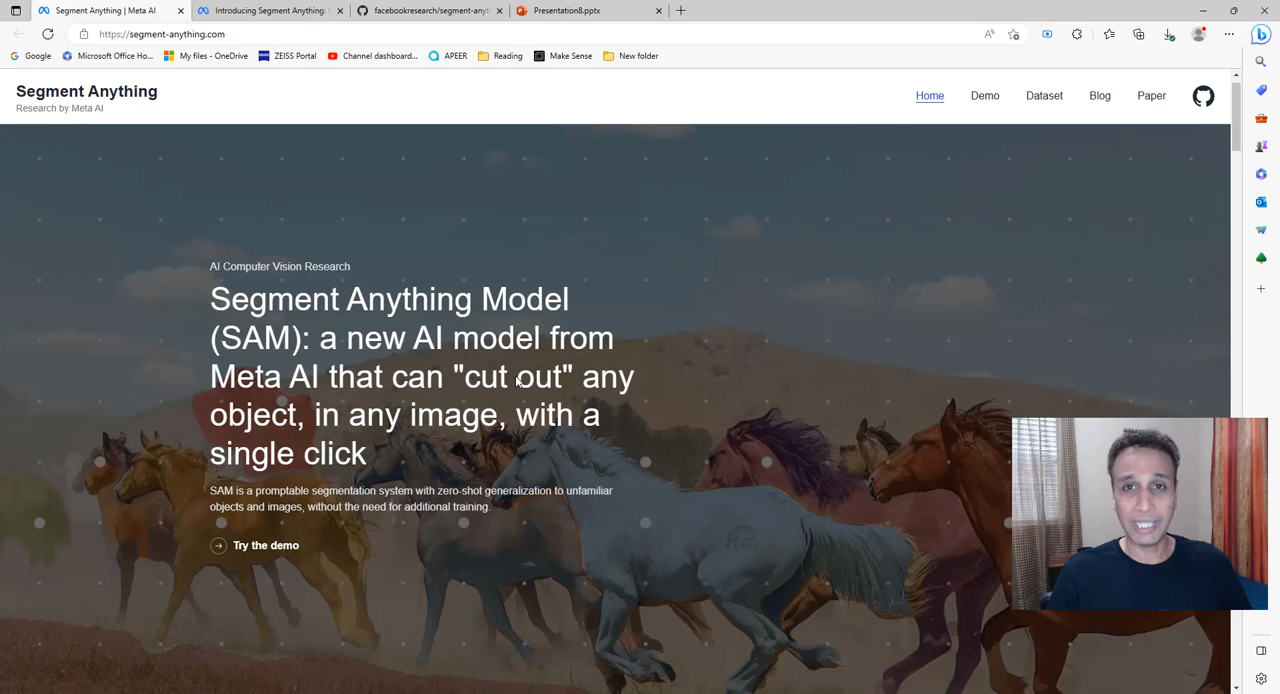 Segment Anything | Meta AI
Introducing Segment Anything: W
facebookresearch/segment-anyt
Presentation8.pptx
https://segment-anything.com
Google
Microsoft Office Ho...
My files - OneDrive
ZEISS Portal
Channel dashboard...
APEER
Reading
Make Sense
New folder
Segment Anything
Research by Meta AI
Home
Demo
Dataset
Blog
Paper
AI Computer Vision Research
Segment Anything Model
(SAM): a new AI model from
Meta AI that can "cut out" any
object, in any image, with a
single click
SAM is a promptable segmentation system with zero-shot generalization to unfamiliar
objects and images, without the need for additional training.
Try the demo